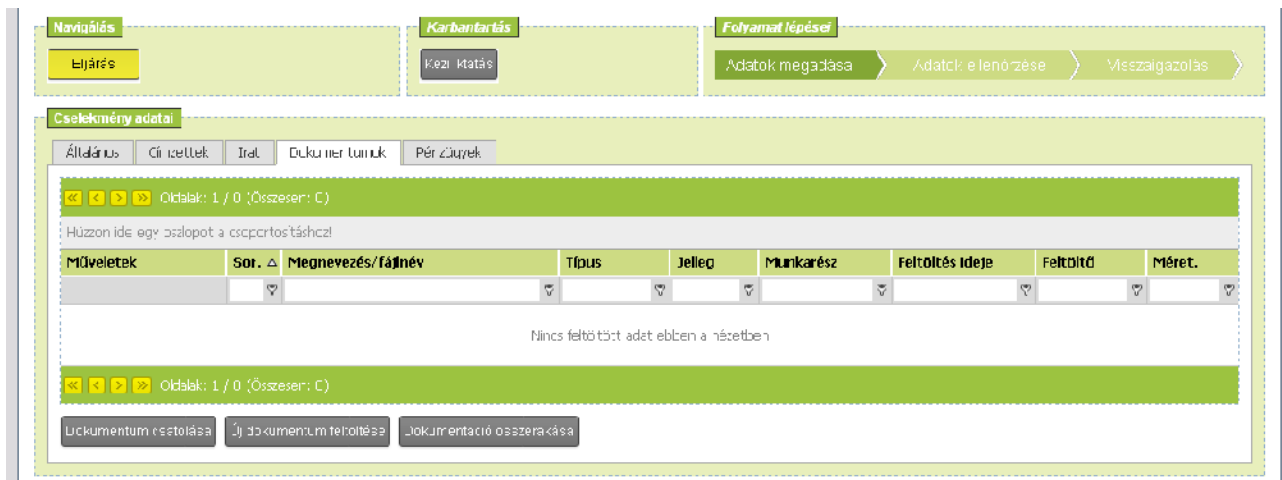 Navigálás
Karbantartás
Folyamat lépései
Eljárás
Kézi iktatás
Adatok megadása
Adatok ellenőrzése
Visszaigazolás
Cselekmény adatai
Általános
Címzettek
Irat
Dokumentumok
Pénzügyek
Oldalak: 1 / 0 (Összesen: 0)
Húzzon ide egy oszlopot a csoportosításhoz!
Műveletek Sor. Megnevezés/fájlnév Típus Jelleg Munkarész Feltöltés ideje Feltöltő Méret.
Nincs feltöltött adat ebben a nézetben
Oldalak: 1 / 0 (Összesen: 0)
Dokumentum csatolása
Új dokumentum feltöltése
Dokumentáció összerakása